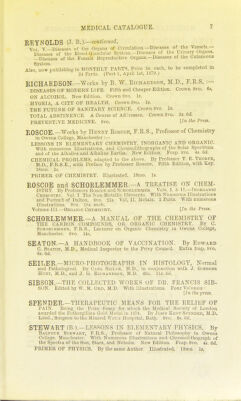 MEDICAL CATALOGUE. 7
REYNOLDS (J. R.)—continued.
Vol. V.—Diseases of the Organs of Circulation.—Diseases of the Vessels.—
Diseases of the Blood-Glandular System.—Diseases of the Urinary Organs.
—Diseases of the Female Reproductive Organs.—Diseases of the Cutaneous
System.
Also, now publishing in MONTHLY PARTS, price 5s. each, to be completed in
24 Parts. (Part I., April 1st, 1879.)
RICHARDSON.—Works by B. W. RICHARDSON, M.D., F.R.S.,—
DISEASES OF MODERN LIFE. Fifth and Cheaper Edition. Crown 8vo. 6s.
ON ALCOHOL. New Edition. Crown 8vo. 1s.
HYGEIA, A CITY OF HEALTH. Crown 8vo. 1s.
THE FUTURE OF SANITARY SCIENCE. Crown 8vo. 1s.
TOTAL ABSTINENCE. A Course of Addresses. Crown 8vo. 3s. 6d.
PREVENTIVE MEDICINE. 8vo. [In the Press.
ROSCOE.—Works by HENRY ROSCOE, F.R.S., Professor of Chemistry
in Owens College, Manchester:—
LESSONS IN ELEMENTARY CHEMISTRY, INORGANIC AND ORGANIC.
With numerous Illustrations, and Chromolithographs of the Solar Spectrum
and of the Alkalies and Alkaline Earths. New Edition. Fcap. 8vo. 4s. 6d.
CHEMICAL PROBLEMS, adapted to the above. By Professor T. E. THORPE,
M.D., F.R.S.E., with Preface by Professor Roscoe. Fifth Edition, with Key.
18mo. 2s.
PRIMER OF CHEMISTRY. Illustrated. 18mo. 1s.
ROSCOE and SCHORLEMMER.—A TREATISE ON CHEMISTRY.
By Professors ROSCOE and SCHORLEMMER. Vols. I. & II.—INORGANIC
CHEMISTRY. Vol. I. The Non-Metallic Elements. With numerous Illustrations
and Portrait of Dalton. 8vo. 21s. Vol. II. Metals. 2 Parts. With numerous
Illustrations. 8vo. 18s. each.
Volume III.—ORGANIC CHEMISTRY. [In the Press.
SCHORLEMMER.—A MANUAL OF THE CHEMISTRY OF
THE CARBON COMPOUNDS, OR ORGANIC CHEMISTRY. By C.
SCHORLEMMER, F.R.S., Lecturer on Organic Chemistry in Owens College,
Manchester. 8vo. 14s.
SEATON.—A HANDBOOK OF VACCINATION. By EDWARD
C. SEATON, M.D., Medical Inspector to the Privy Council. Extra fcap. 8vo.
8s. 6d.
SEILER.—MICRO-PHOTOGRAPHS IN HISTOLOGY, Normal
and Pathological. By CARL SEILER, M.D., in conjunction with J. GIBBONS
HUNT, M.D., and J. G. RICHARDSON, M.D. 4to. 31s. 6d.
SIBSON.—THE COLLECTED WORKS OF DR. FRANCIS SIBSON.
Edited by W. M. ORD, M.D. With Illustrations. Four Volumes.
[In the press.
SPENDER.—THERAPEUTIC MEANS FOR THE RELIEF OF
PAIN. Being the Prize Essay for which the Medical Society of London
awarded the Fothergillian Gold Medal in 1874. By JOHN KENT SPENDER, M.D.
Lond., Surgeon to the Mineral Water Hospital, Bath. 8vo. 8s. 6d.
STEWART (B.).—LESSONS IN ELEMENTARY PHYSICS. By
BALFOUR STEWART, F.R.S., Professor of Natural Philosophy in Owens
College, Manchester. With Numerous Illustrations and Chromolithograph of
the Spectra of the Sun, Stars, and Nebulæ. New Edition. Fcap. 8vo. 4s. 6d.
PRIMER OF PHYSICS. By the same Author. Illustrated. 18mo. 1s.